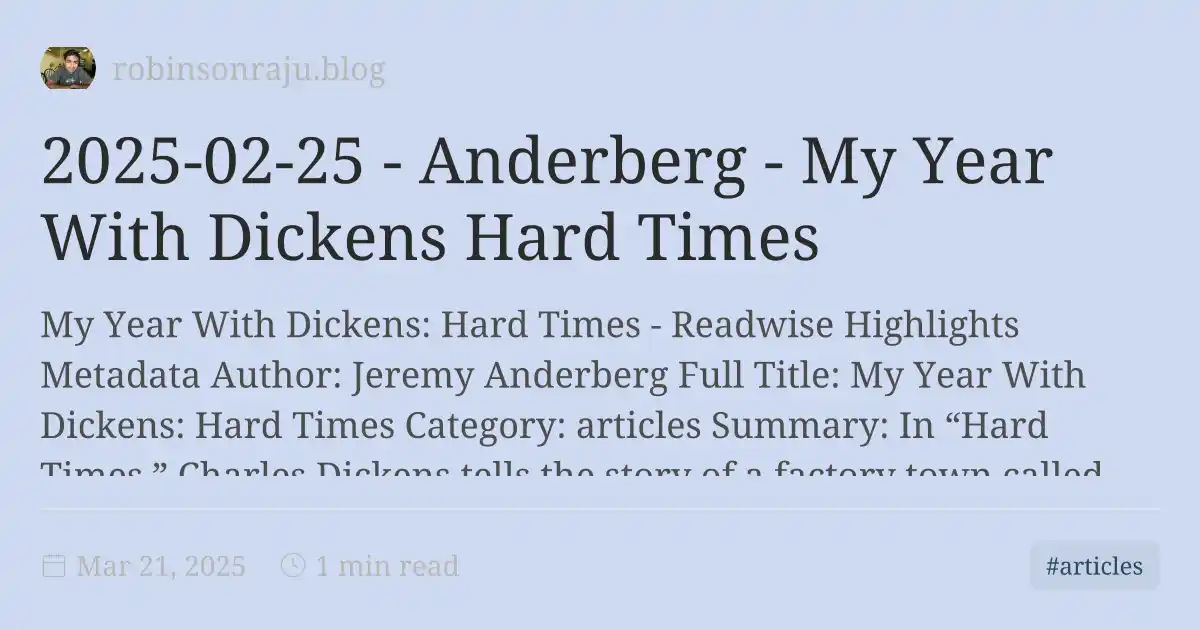 robinsonraju.blog
2025-02-25 - Anderberg - My Year
With Dickens Hard Times
My Year With Dickens: Hard Times - Readwise Highlights
Metadata Author: Jeremy Anderberg Full Title: My Year With
Dickens: Hard Times Category: articles Summary: In “Hard
Times,” Charles Dickens tells the story of a factory town called
Mar 21, 2025
1 min read
#articles